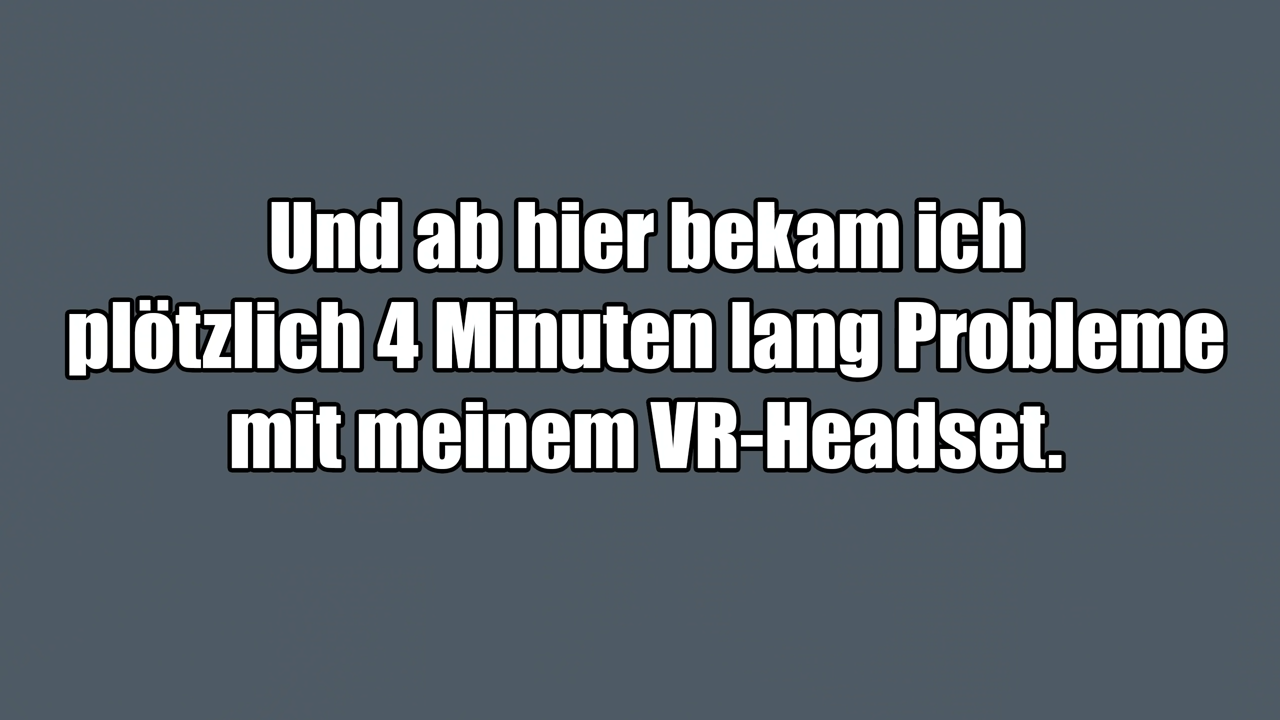 Und ab hier bekam ich
plötzlich 4 Minuten lang Probleme
mit meinem VR-Headset.